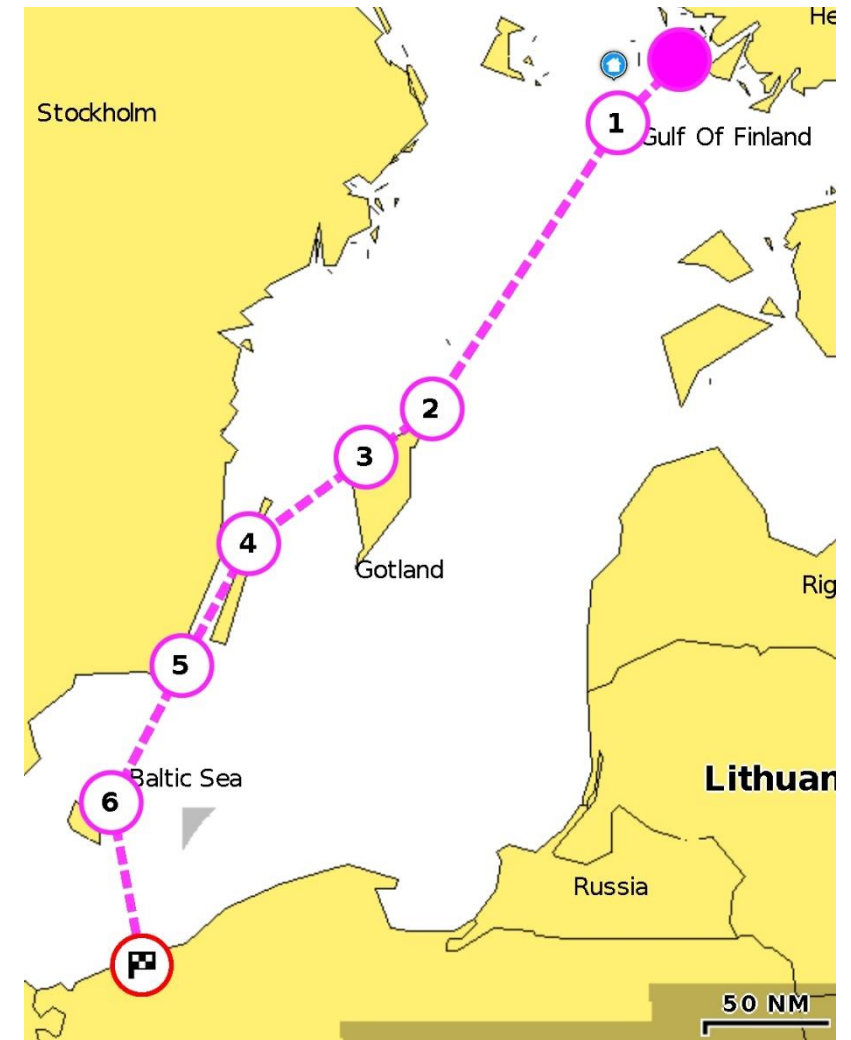 He
Stockholm
1
Gulf Of Finland
2
3
4
Gotland
Rig
5
Baltic Sea
6
Lithuan
Russia
50 NM